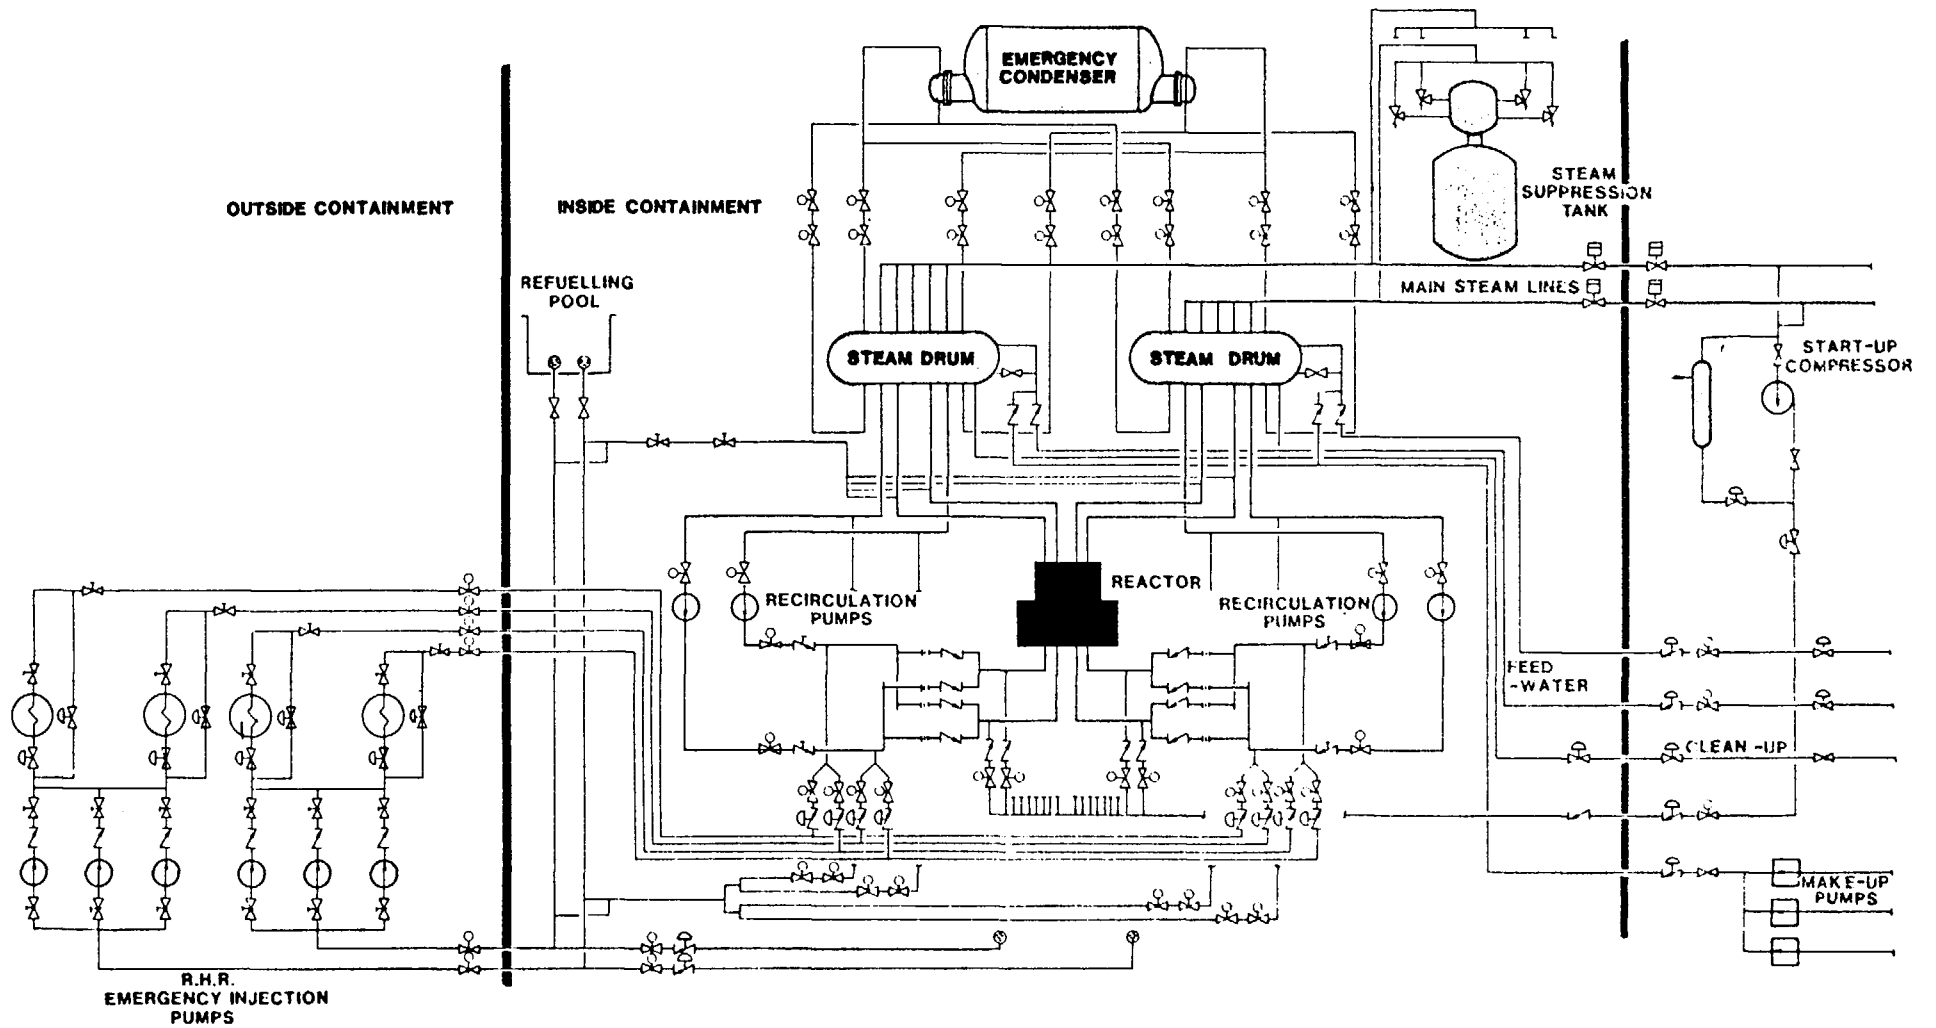 EMERGENCY
CONDENSER
OUTSIDE CONTAINMENT
INSIDE CONTAINMENT
STEAM
SUPPRESSION
TANK
REFUELLING
POOL
MAIN STEAM LINES
STEAM DRUM
STEAM DRUM
START-UP
COMPRESSOR
REACTOR
RECIRCULATION
PUMPS
RECIRCULATION
PUMPS
FEED
-WATER
CLEAN-UP
MAKE-UP
PUMPS
R.H.R.
EMERGENCY INJECTION
PUMPS